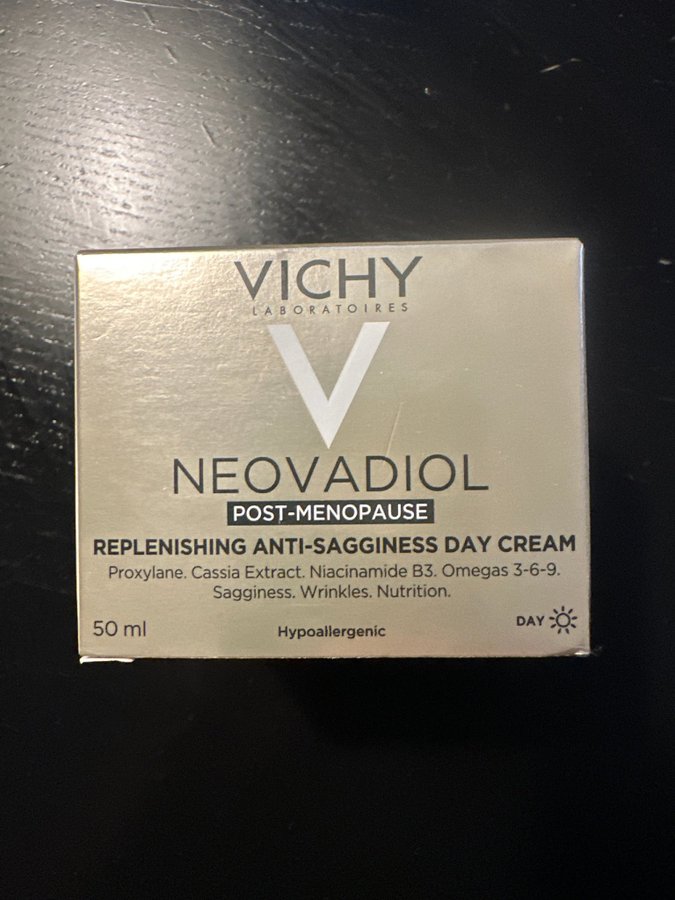 VICHY
LABORATOIRES
V
NEOVADIOL
POST-MENOPAUSE
REPLENISHING ANTI-SAGGINESS DAY CREAM
Proxylane. Cassia Extract. Niacinamide B3. Omegas 3-6-9.
Sagginess. Wrinkles. Nutrition.
50 ml
Hypoallergenic
DAY